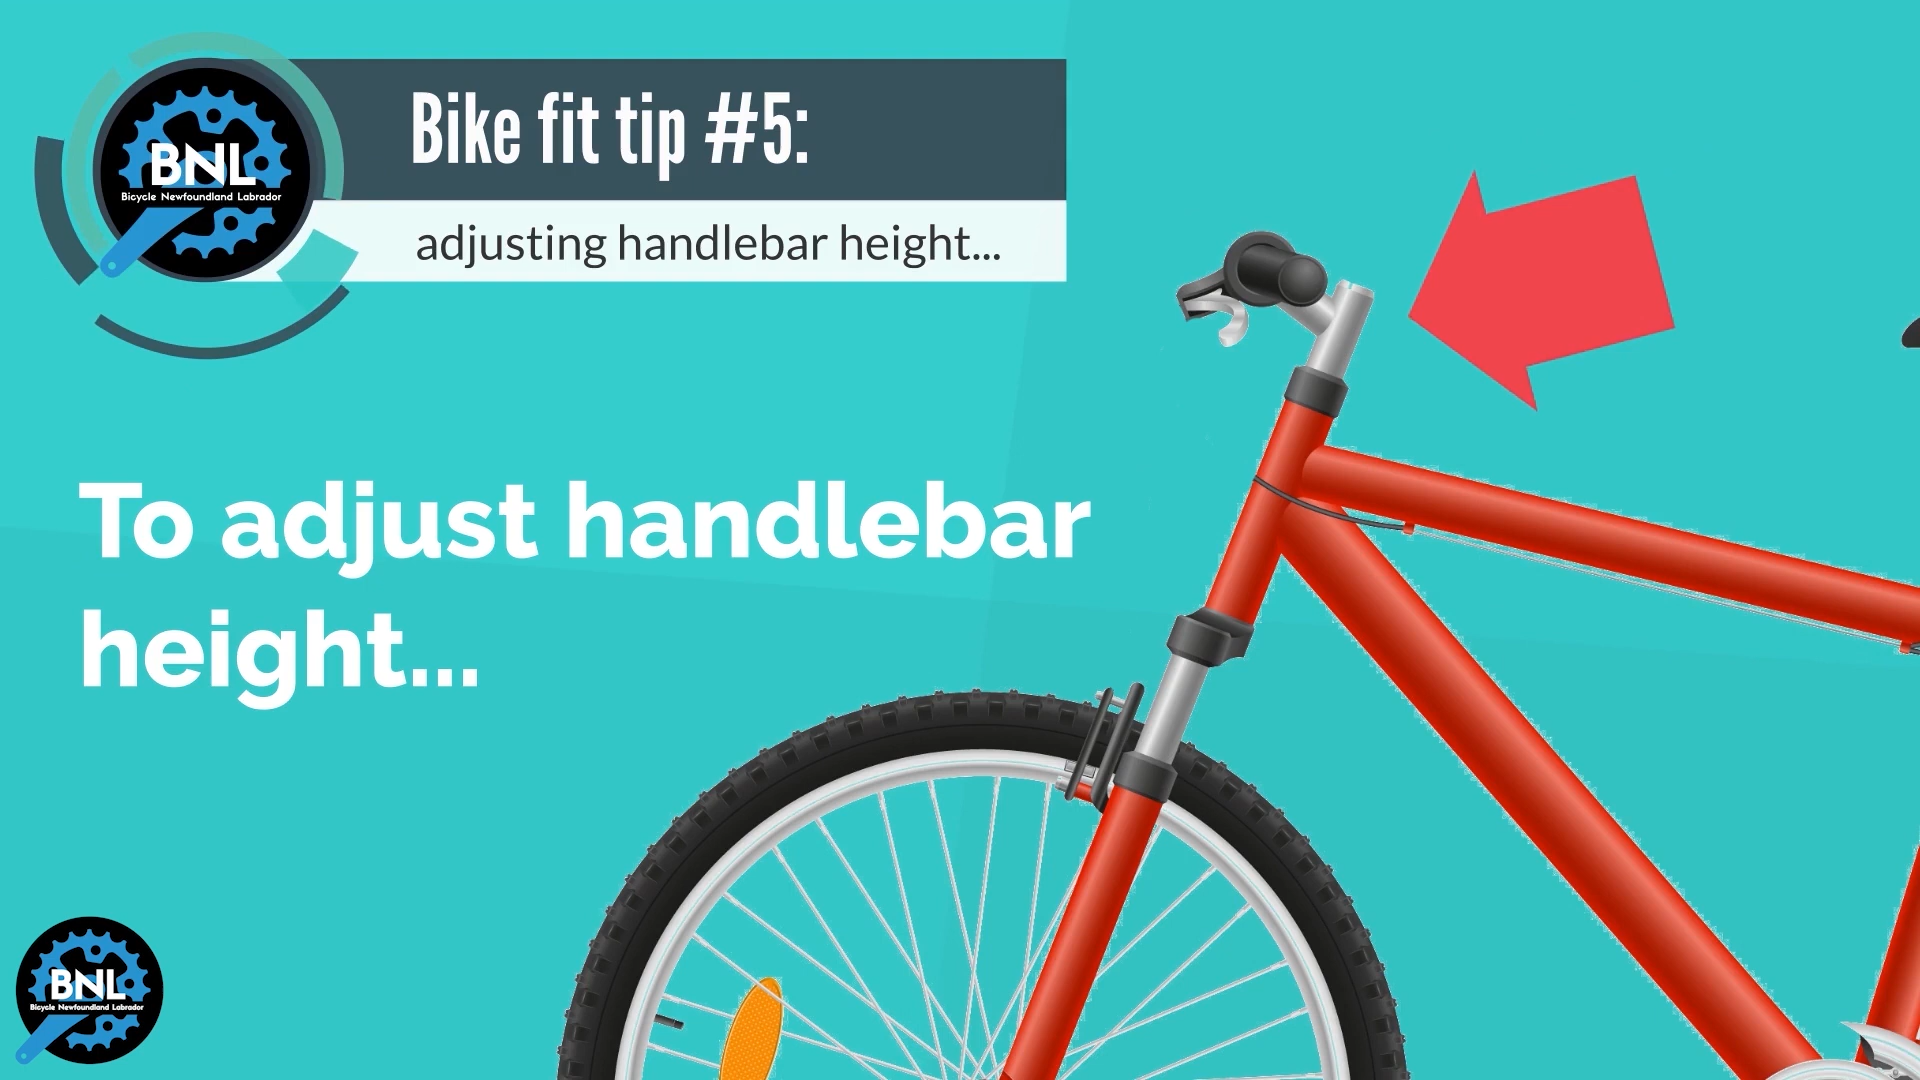 Bike fit tip #5:
adjusting handlebar height...
BNL
Bicycle Newfoundland Labrador
To adjust handlebar
height...
BNL
Bicycle Newfoundland Labrador